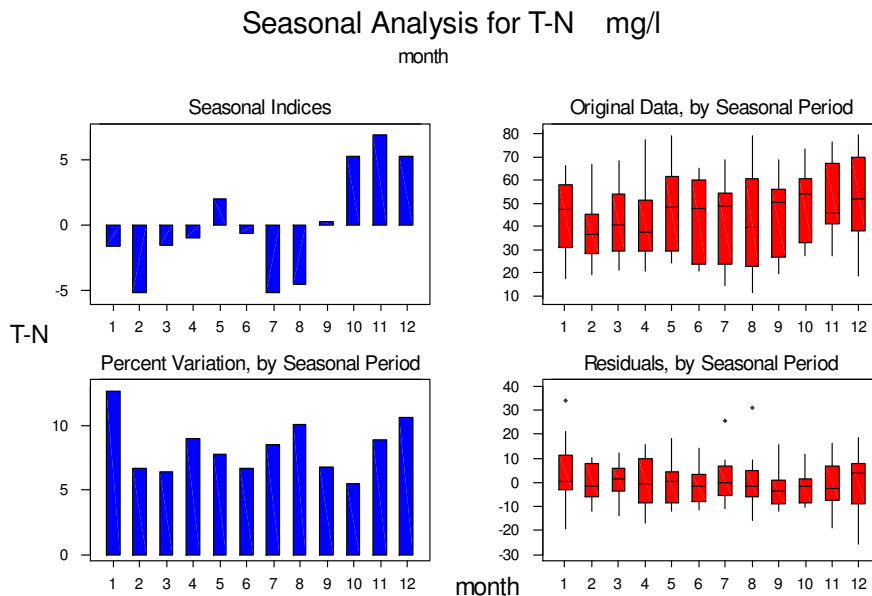 Seasonal Analysis for T-N mg/l
month
Seasonal Indices
5
0
-5
1 2 3 4 5 6 7 8 9 10 11 12
Original Data, by Seasonal Period
80
70
60
50
40
30
20
10
1 2 3 4 5 6 7 8 9 10 11 12
T-N
Percent Variation, by Seasonal Period
10
5
0
1 2 3 4 5 6 7 8 9 10 11 12
Residuals, by Seasonal Period
40
30
20
10
0
-10
-20
-30
1 2 3 4 5 6 7 8 9 10 11 12
month